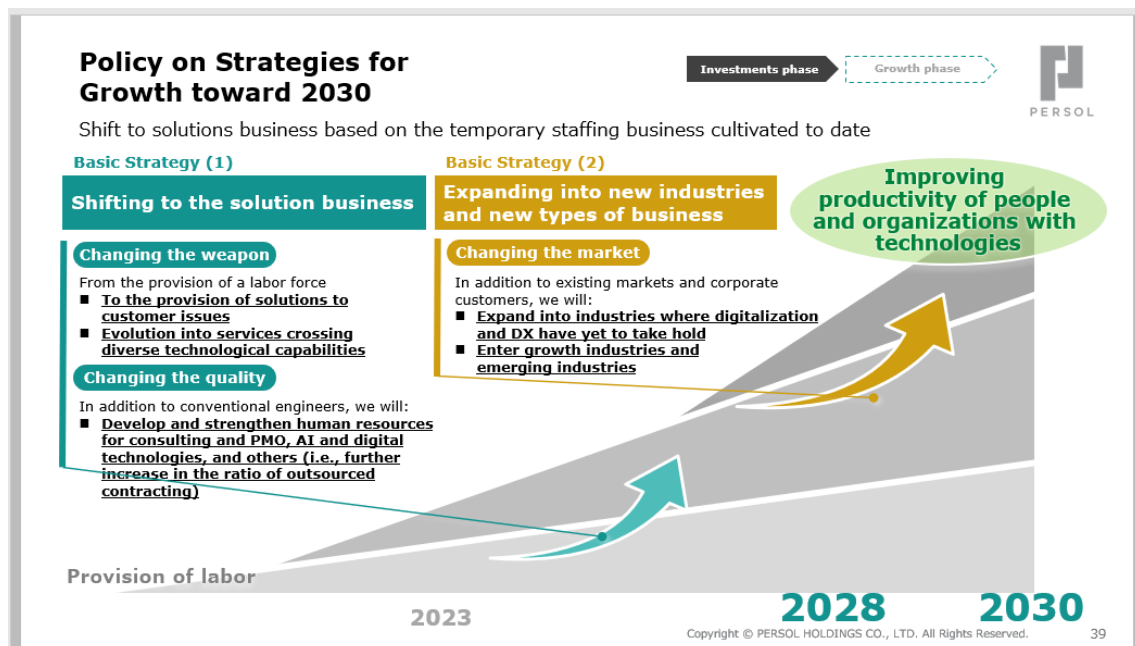 Policy on Strategies for
Growth toward 2030
Investments phase
Growth phase
PERSOL
Shift to solutions business based on the temporary staffing business cultivated to date
Basic Strategy (1)
Shifting to the solution business
Changing the weapon
From the provision of a labor force
■ To the provision of solutions to
customer issues
■ Evolution into services crossing
diverse technological capabilities
Changing the quality
In addition to conventional engineers, we will:
■ Develop and strengthen human resources
for consulting and PMO, AI and digital
technologies, and others (i.e., further
increase in the ratio of outsourced
contracting)
Basic Strategy (2)
Expanding into new industries
and new types of business
Changing the market
In addition to existing markets and corporate
customers, we will:
■ Expand into industries where digitalization
and DX have yet to take hold
■ Enter growth industries and
emerging industries
Improving
productivity of people
and organizations with
technologies
Provision of labor
2023
2028
2030
Copyright © PERSOL HOLDINGS CO., LTD. All Rights Reserved.
39